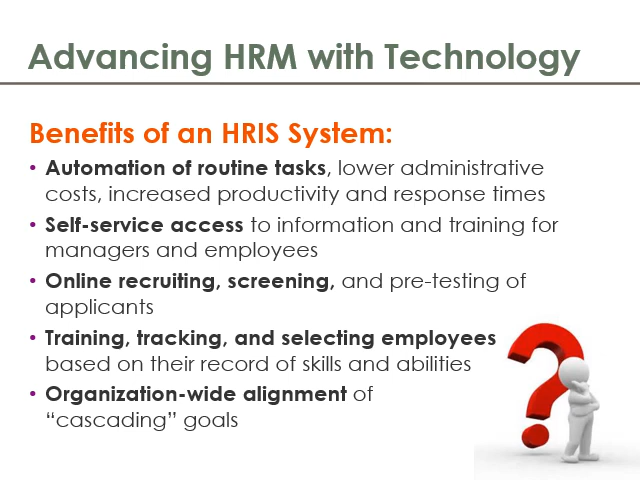 Advancing HRM with Technology
Benefits of an HRIS System:
• Automation of routine tasks, lower administrative
costs, increased productivity and response times
• Self-service access to information and training for
managers and employees
• Online recruiting, screening, and pre-testing of
applicants
• Training, tracking, and selecting employees
based on their record of skills and abilities
• Organization-wide alignment of
“cascading” goals